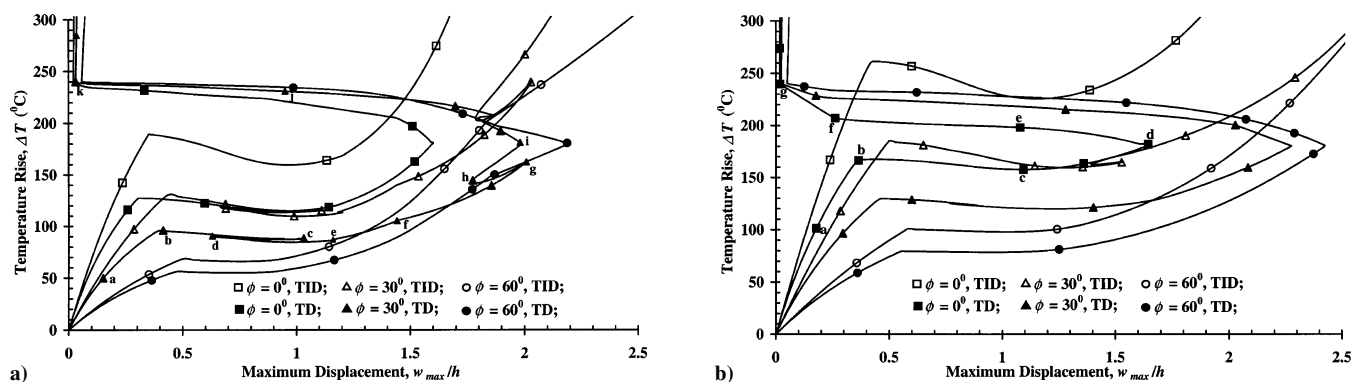 300
250
200
150
100
50
0
Temperature Rise, ΔT (⁰C)
k
j
i
h
g
f
e
c
d
b
a
□ ϕ = 0⁰, TID; △ ϕ = 30⁰, TID; ○ ϕ = 60⁰, TID;
■ ϕ = 0⁰, TD; ▲ ϕ = 30⁰, TD; ● ϕ = 60⁰, TD;
0 0.5 1 1.5 2 2.5
a) Maximum Displacement, w max /h
300
250
200
150
100
50
0
Temperature Rise, ΔT (⁰C)
g
f
e
d
b
c
a
□ ϕ = 0⁰, TID; △ ϕ = 30⁰, TID; ○ ϕ = 60⁰, TID;
■ ϕ = 0⁰, TD; ▲ ϕ = 30⁰, TD; ● ϕ = 60⁰, TD;
0 0.5 1 1.5 2 2.5
b) Maximum Displacement, w max /h